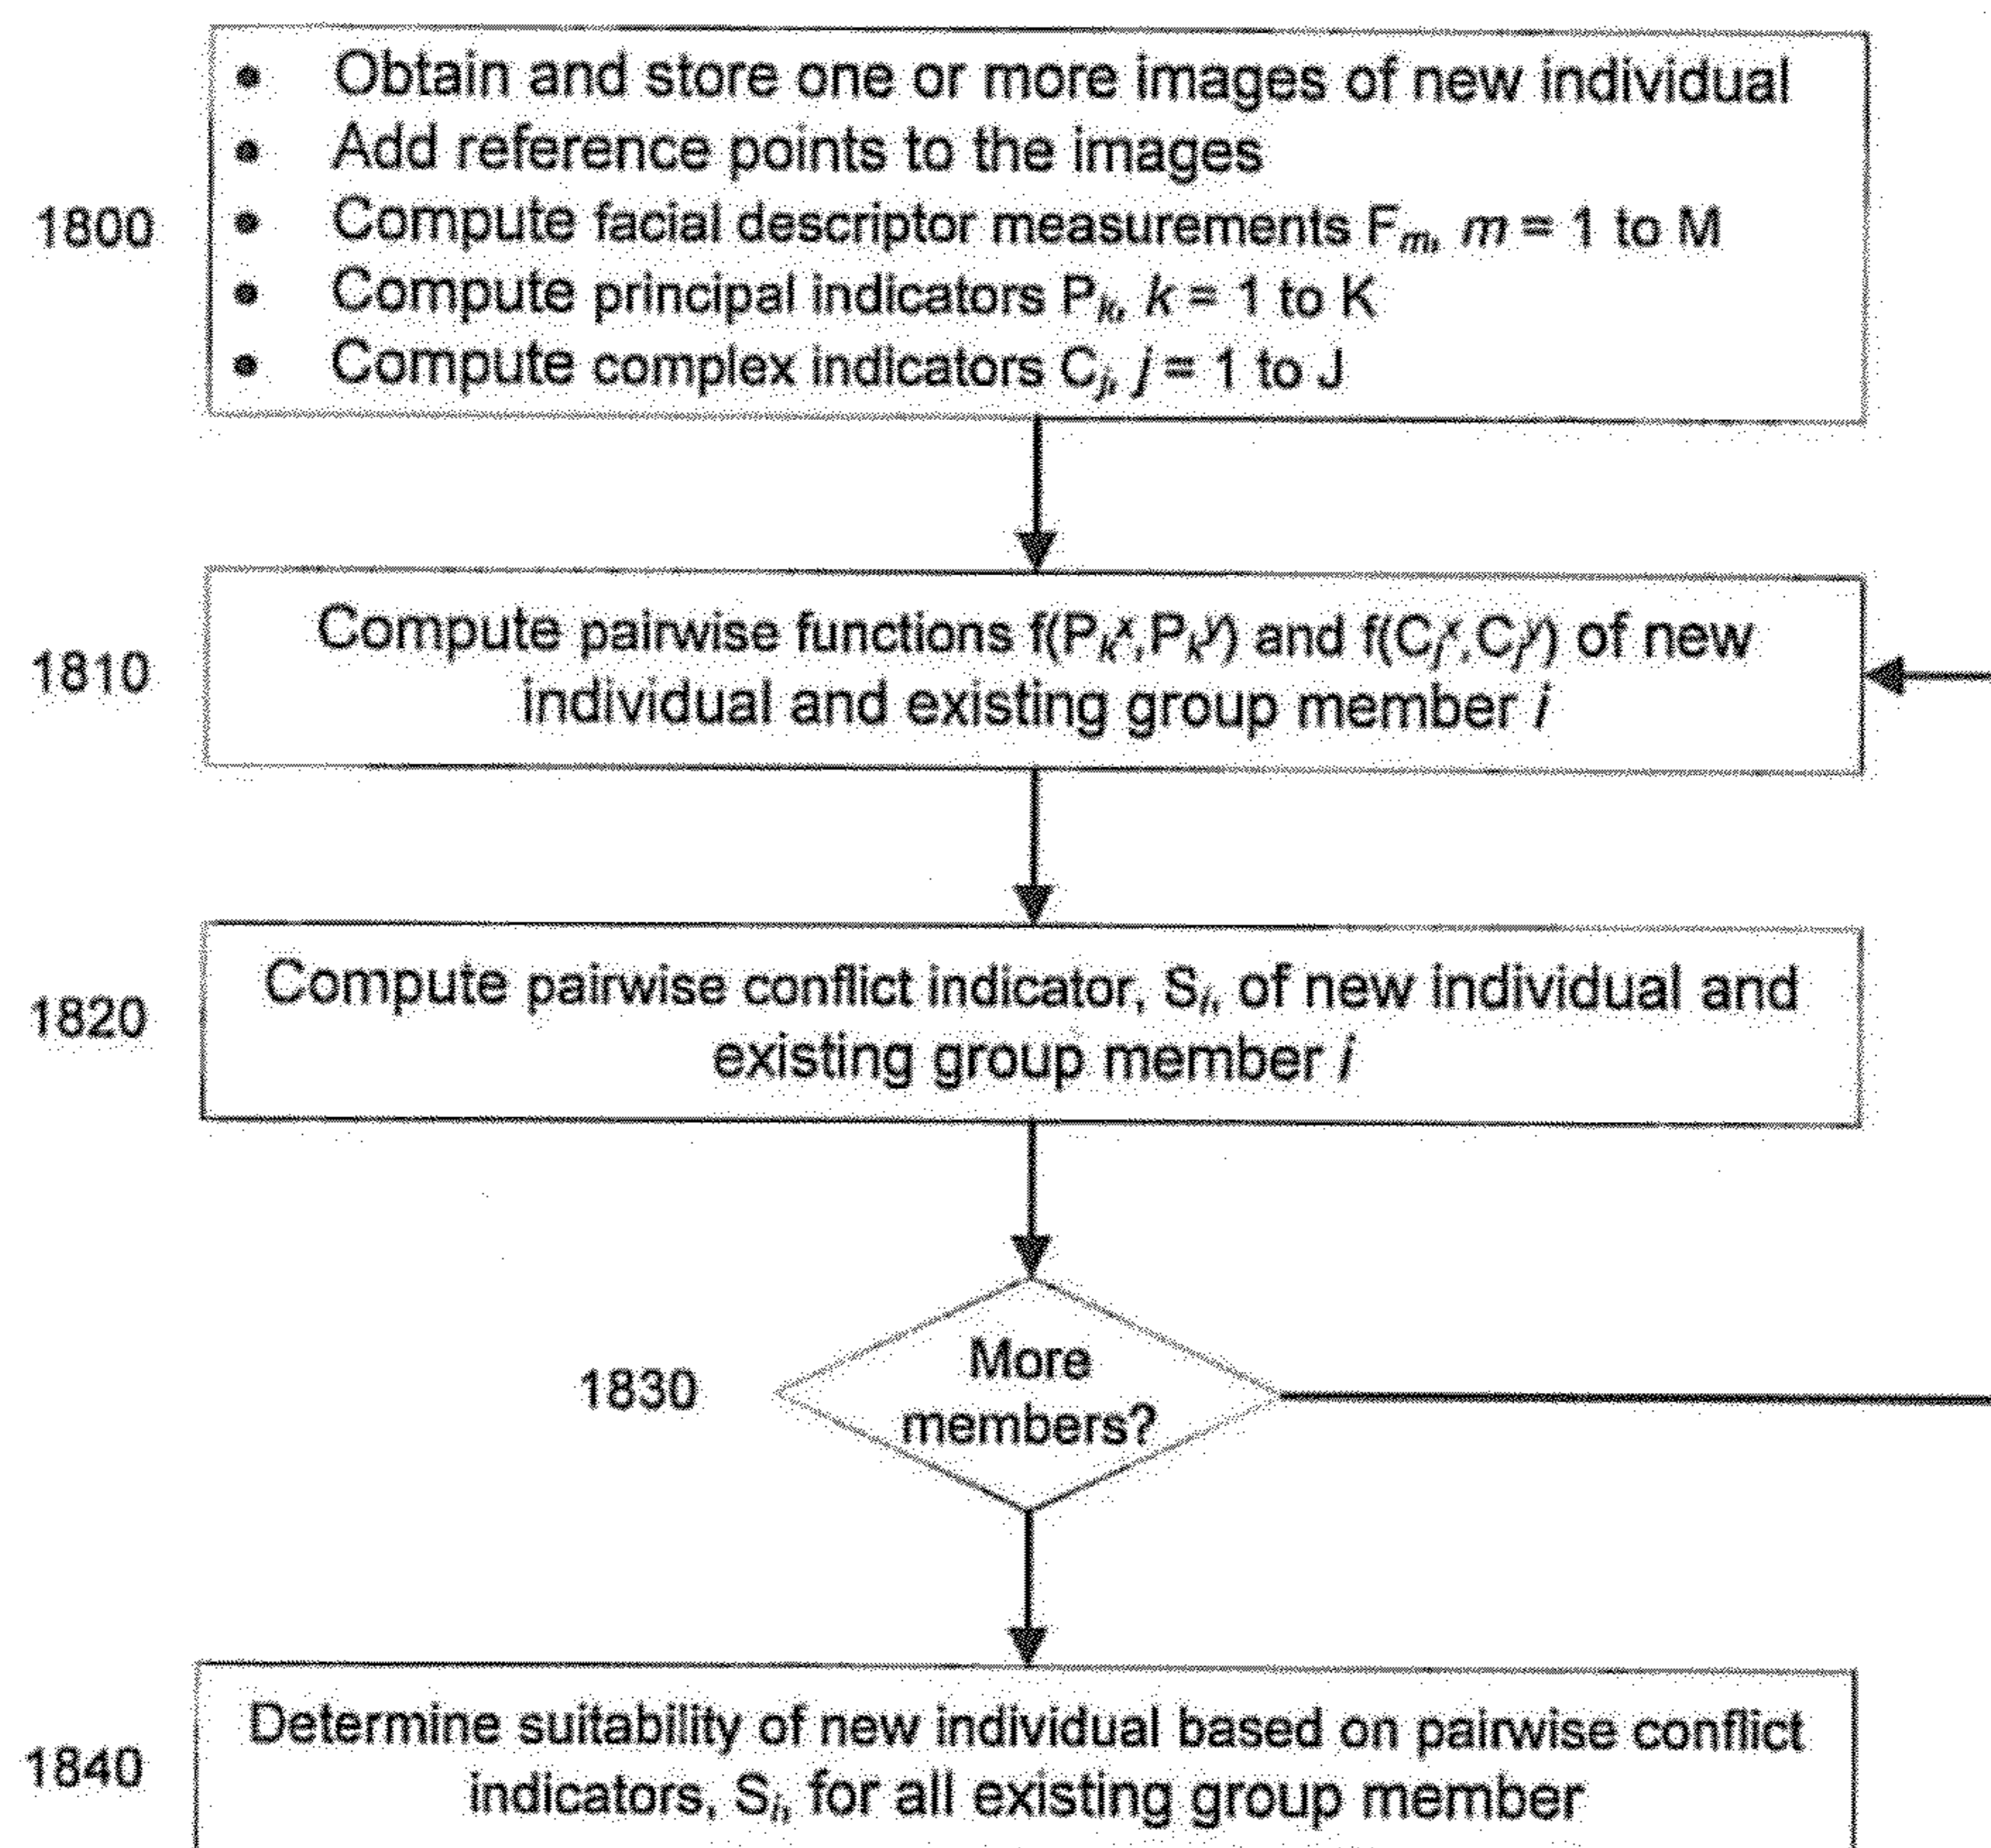 • Obtain and store one or more images of new individual
• Add reference points to the images
1800
• Compute facial descriptor measurements Fm, m = 1 to M
• Compute principal indicators Pk, k = 1 to K
• Compute complex indicators Cj, j = 1 to J
Compute pairwise functions f(Pk^x,Pk^y) and f(Cj^x,Cj^y) of new
1810
individual and existing group member i
Compute pairwise conflict indicator, Si, of new individual and
1820
existing group member i
More
1830
members?
Determine suitability of new individual based on pairwise conflict
1840
indicators, Si, for all existing group member